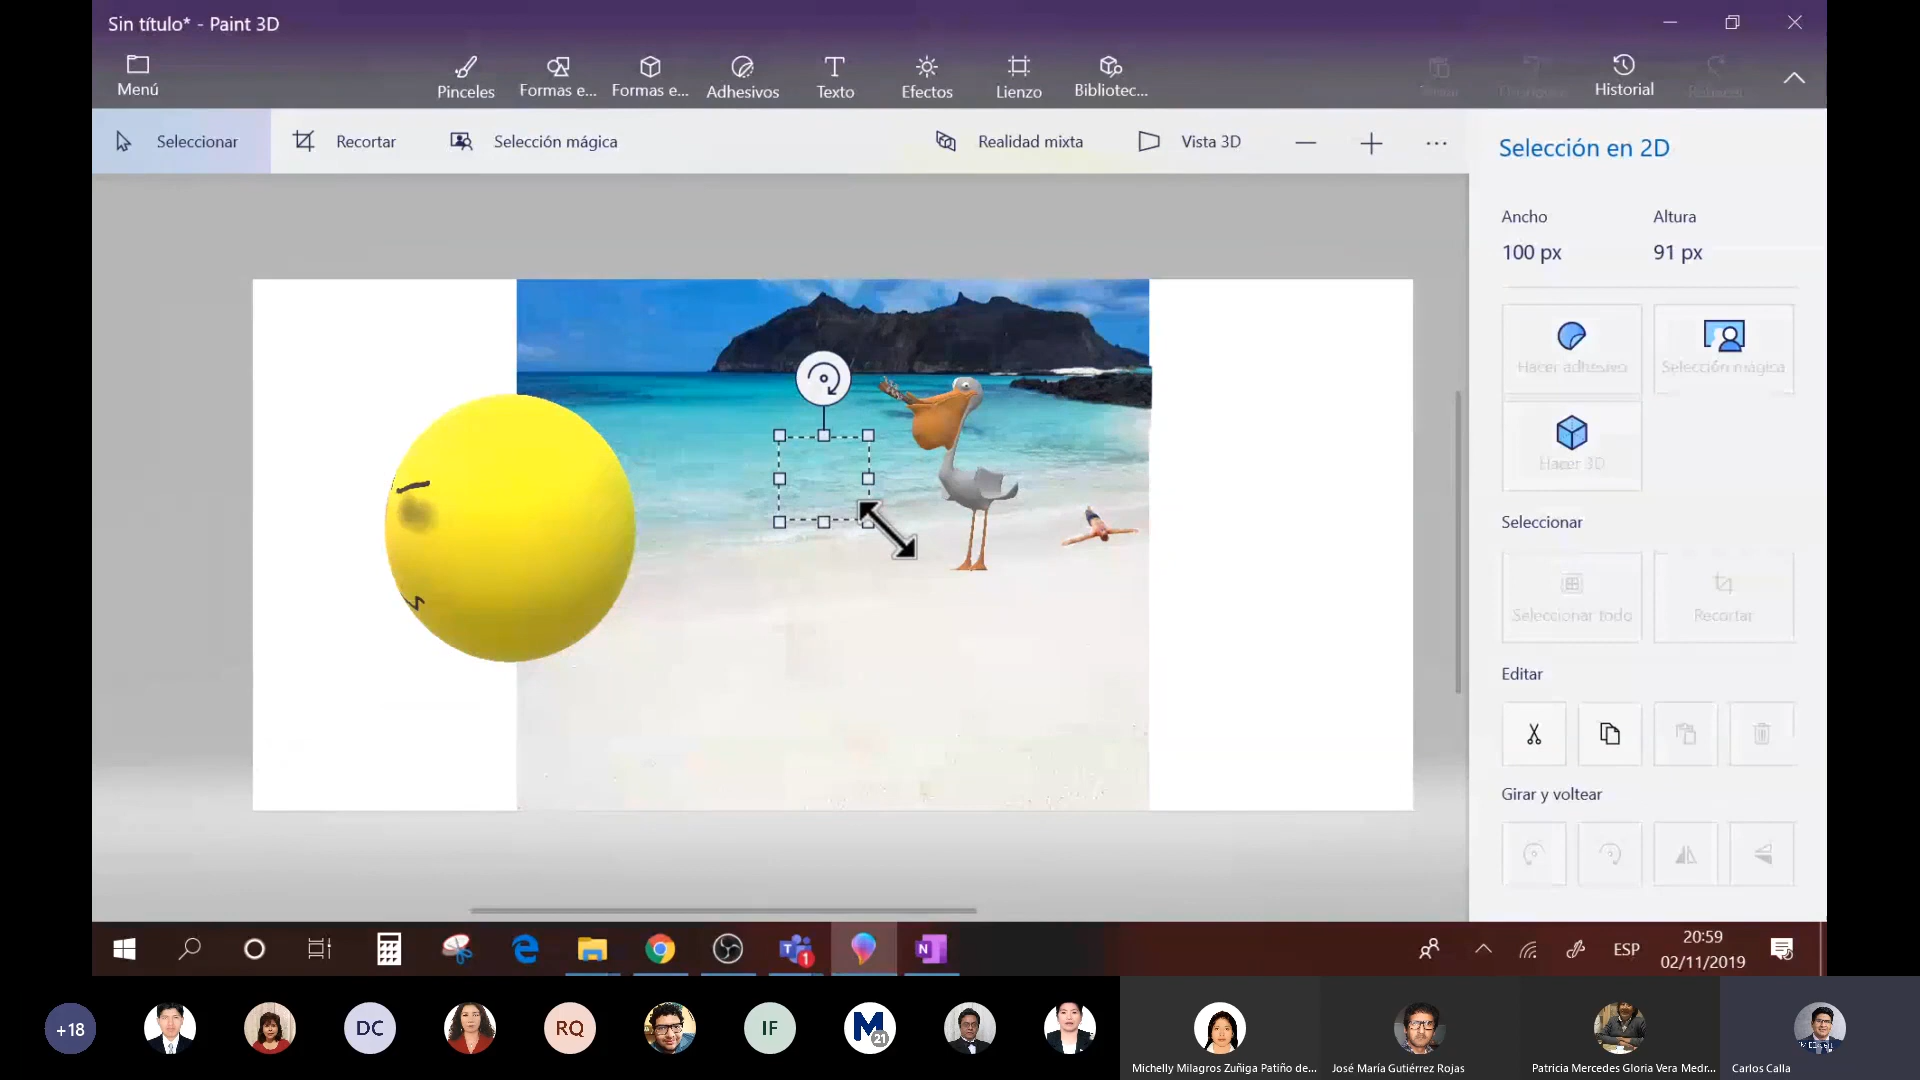 Sin título* - Paint 3D
Menú
Pinceles
Formas e...
Formas e...
Adhesivos
Texto
Efectos
Lienzo
Bibliotec...
Historial
Seleccionar
Recortar
Selección mágica
Realidad mixta
Vista 3D
Selección en 2D
Ancho
Altura
100 px
91 px
Hacer adhesivo
Selección mágica
Hacer 3D
Seleccionar
Seleccionar todo
Recortar
Editar
Girar y voltear
1
ESP
20:59
02/11/2019
+18
DC
RQ
IF
M
21
Michelly Milagros Zuñiga Patiño de...
José María Gutiérrez Rojas
Patricia Mercedes Gloria Vera Medr...
Carlos Calla